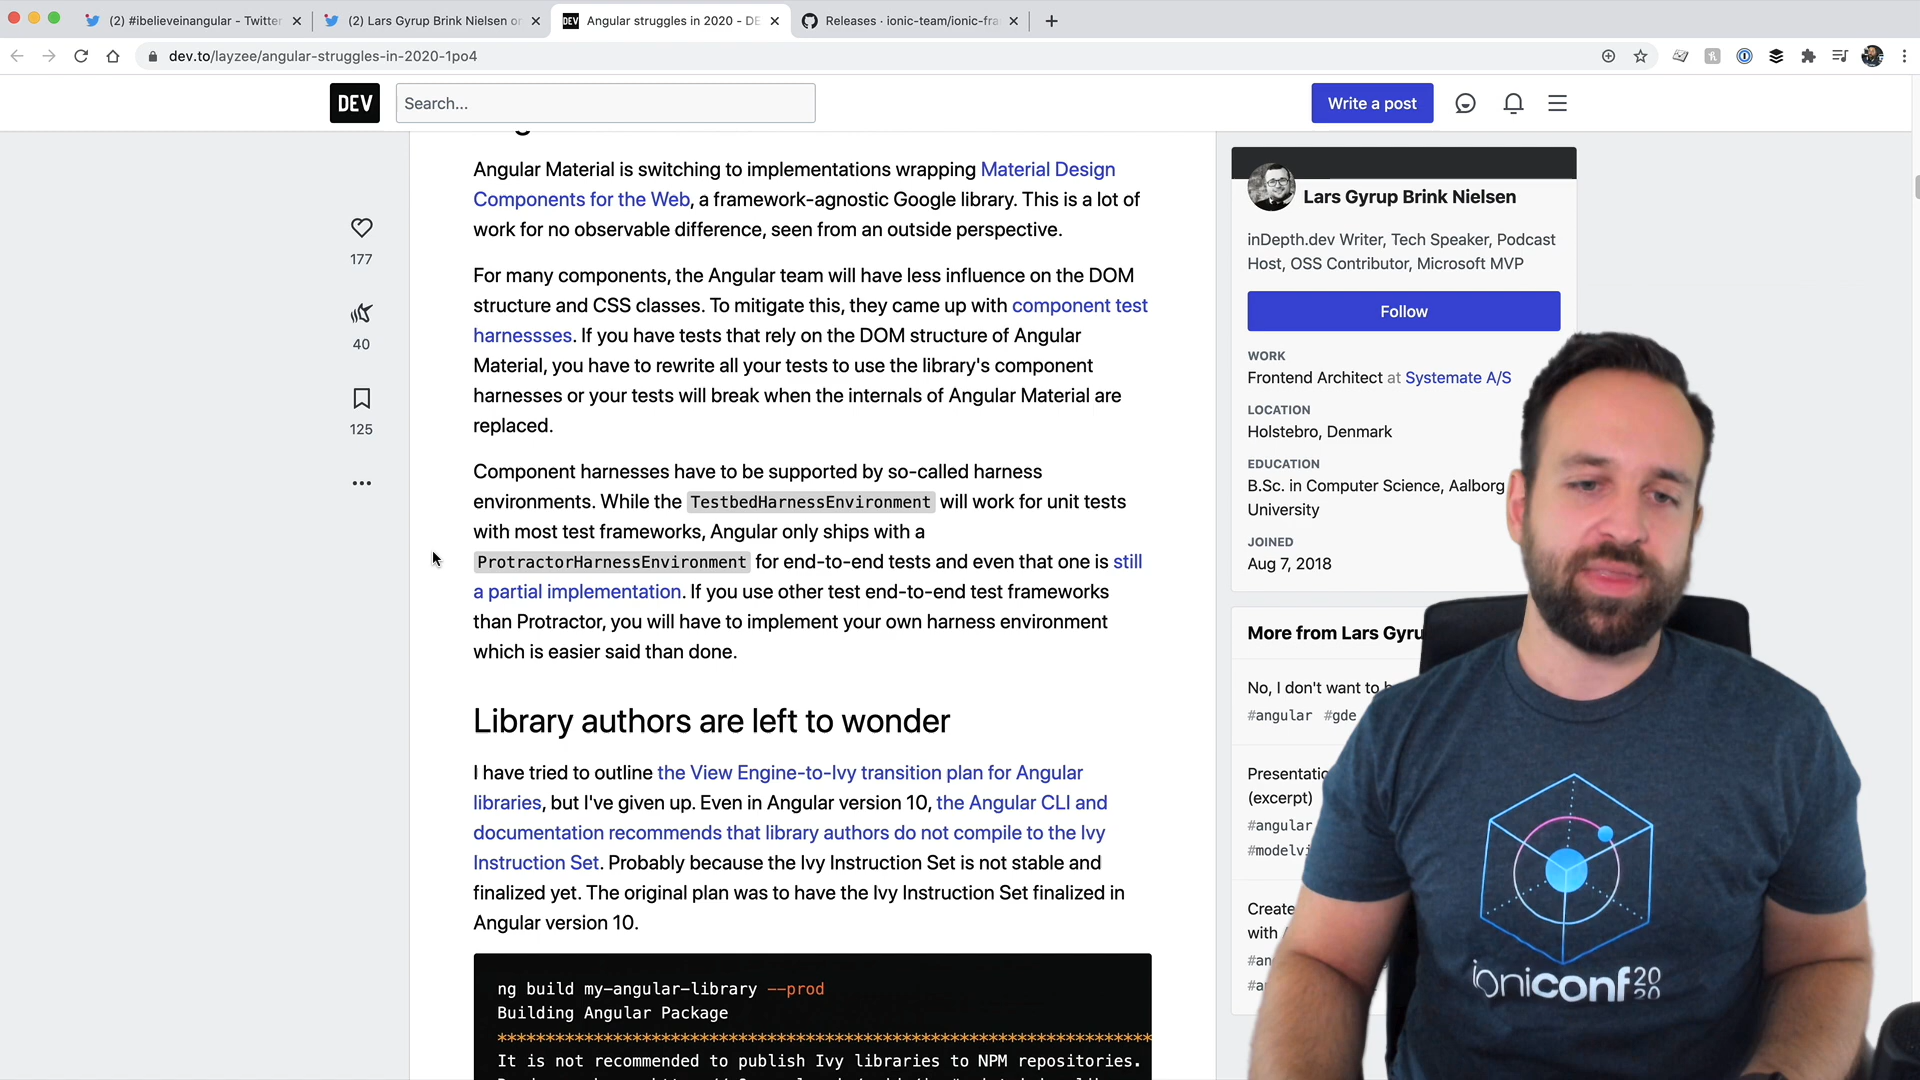 (2) #ibelieveinangular - Twitter
(2) Lars Gyrup Brink Nielsen on
Angular struggles in 2020 - DE
Releases · ionic-team/ionic-fra
dev.to/layzee/angular-struggles-in-2020-1po4
DEV
Search...
Write a post
Angular Material is switching to implementations wrapping Material Design
Components for the Web, a framework-agnostic Google library. This is a lot of
work for no observable difference, seen from an outside perspective.
For many components, the Angular team will have less influence on the DOM
structure and CSS classes. To mitigate this, they came up with component test
harnessses. If you have tests that rely on the DOM structure of Angular
Material, you have to rewrite all your tests to use the library's component
harnesses or your tests will break when the internals of Angular Material are
replaced.
Component harnesses have to be supported by so-called harness
environments. While the TestbedHarnessEnvironment will work for unit tests
with most test frameworks, Angular only ships with a
ProtractorHarnessEnvironment for end-to-end tests and even that one is still
a partial implementation. If you use other test end-to-end test frameworks
than Protractor, you will have to implement your own harness environment
which is easier said than done.
Library authors are left to wonder
I have tried to outline the View Engine-to-Ivy transition plan for Angular
libraries, but I've given up. Even in Angular version 10, the Angular CLI and
documentation recommends that library authors do not compile to the Ivy
Instruction Set. Probably because the Ivy Instruction Set is not stable and
finalized yet. The original plan was to have the Ivy Instruction Set finalized in
Angular version 10.
ng build my-angular-library --prod
Building Angular Package
******************************************************************************
It is not recommended to publish Ivy libraries to NPM repositories.
177
40
125
Lars Gyrup Brink Nielsen
inDepth.dev Writer, Tech Speaker, Podcast
Host, OSS Contributor, Microsoft MVP
Follow
WORK
Frontend Architect at Systemate A/S
LOCATION
Holstebro, Denmark
EDUCATION
B.Sc. in Computer Science, Aalborg
University
JOINED
Aug 7, 2018
More from Lars Gyru
No, I don't want to b
#angular #gde
Presentatio
(excerpt)
#angular
#modelvi
Create
with
#an
#a
ioniconf 20
20